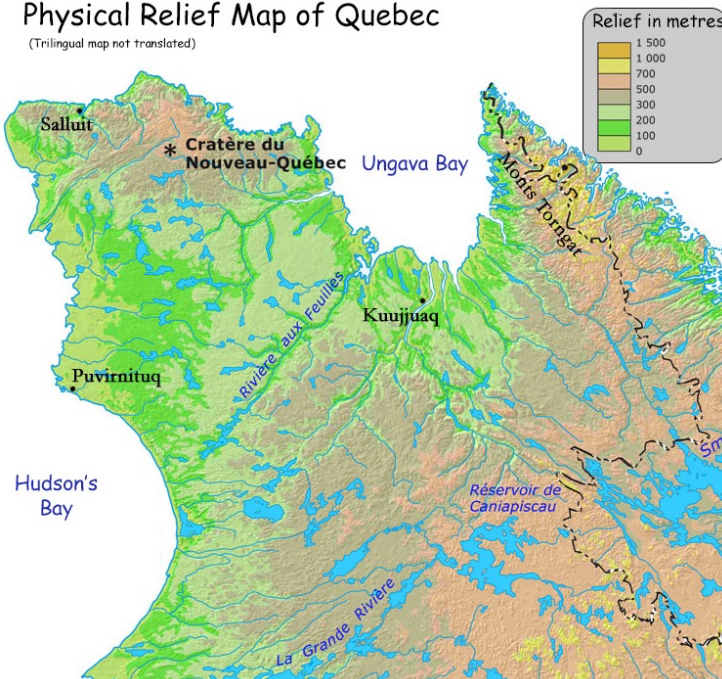 Physical Relief Map of Quebec
(Trilingual map not translated)
Relief in metres
1 500
1 000
700
500
300
200
100
0
Salluit
* Cratère du
Nouveau-Québec
Ungava Bay
Monts Torngat
Rivière aux Feuilles
Kuujjuaq
Puvirnituq
Hudson's
Bay
Réservoir de
Caniapiscau
Sm
La Grande Rivière